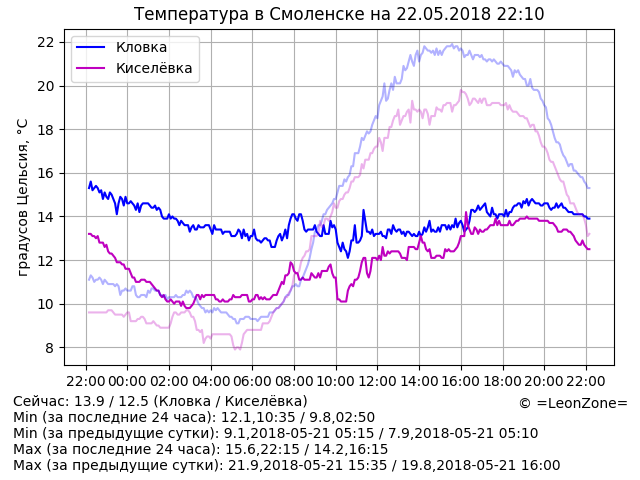 Температура в Смоленске на 22.05.2018 22:10
Кловка
Киселёвка
градусов Цельсия, °C
22
20
18
16
14
12
10
8
22:00 00:00 02:00 04:00 06:00 08:00 10:00 12:00 14:00 16:00 18:00 20:00 22:00
Сейчас: 13.9 / 12.5 (Кловка / Киселёвка)
© =LeonZone=
Min (за последние 24 часа): 12.1,10:35 / 9.8,02:50
Min (за предыдущие сутки): 9.1,2018-05-21 05:15 / 7.9,2018-05-21 05:10
Max (за последние 24 часа): 15.6,22:15 / 14.2,16:15
Max (за предыдущие сутки): 21.9,2018-05-21 15:35 / 19.8,2018-05-21 16:00